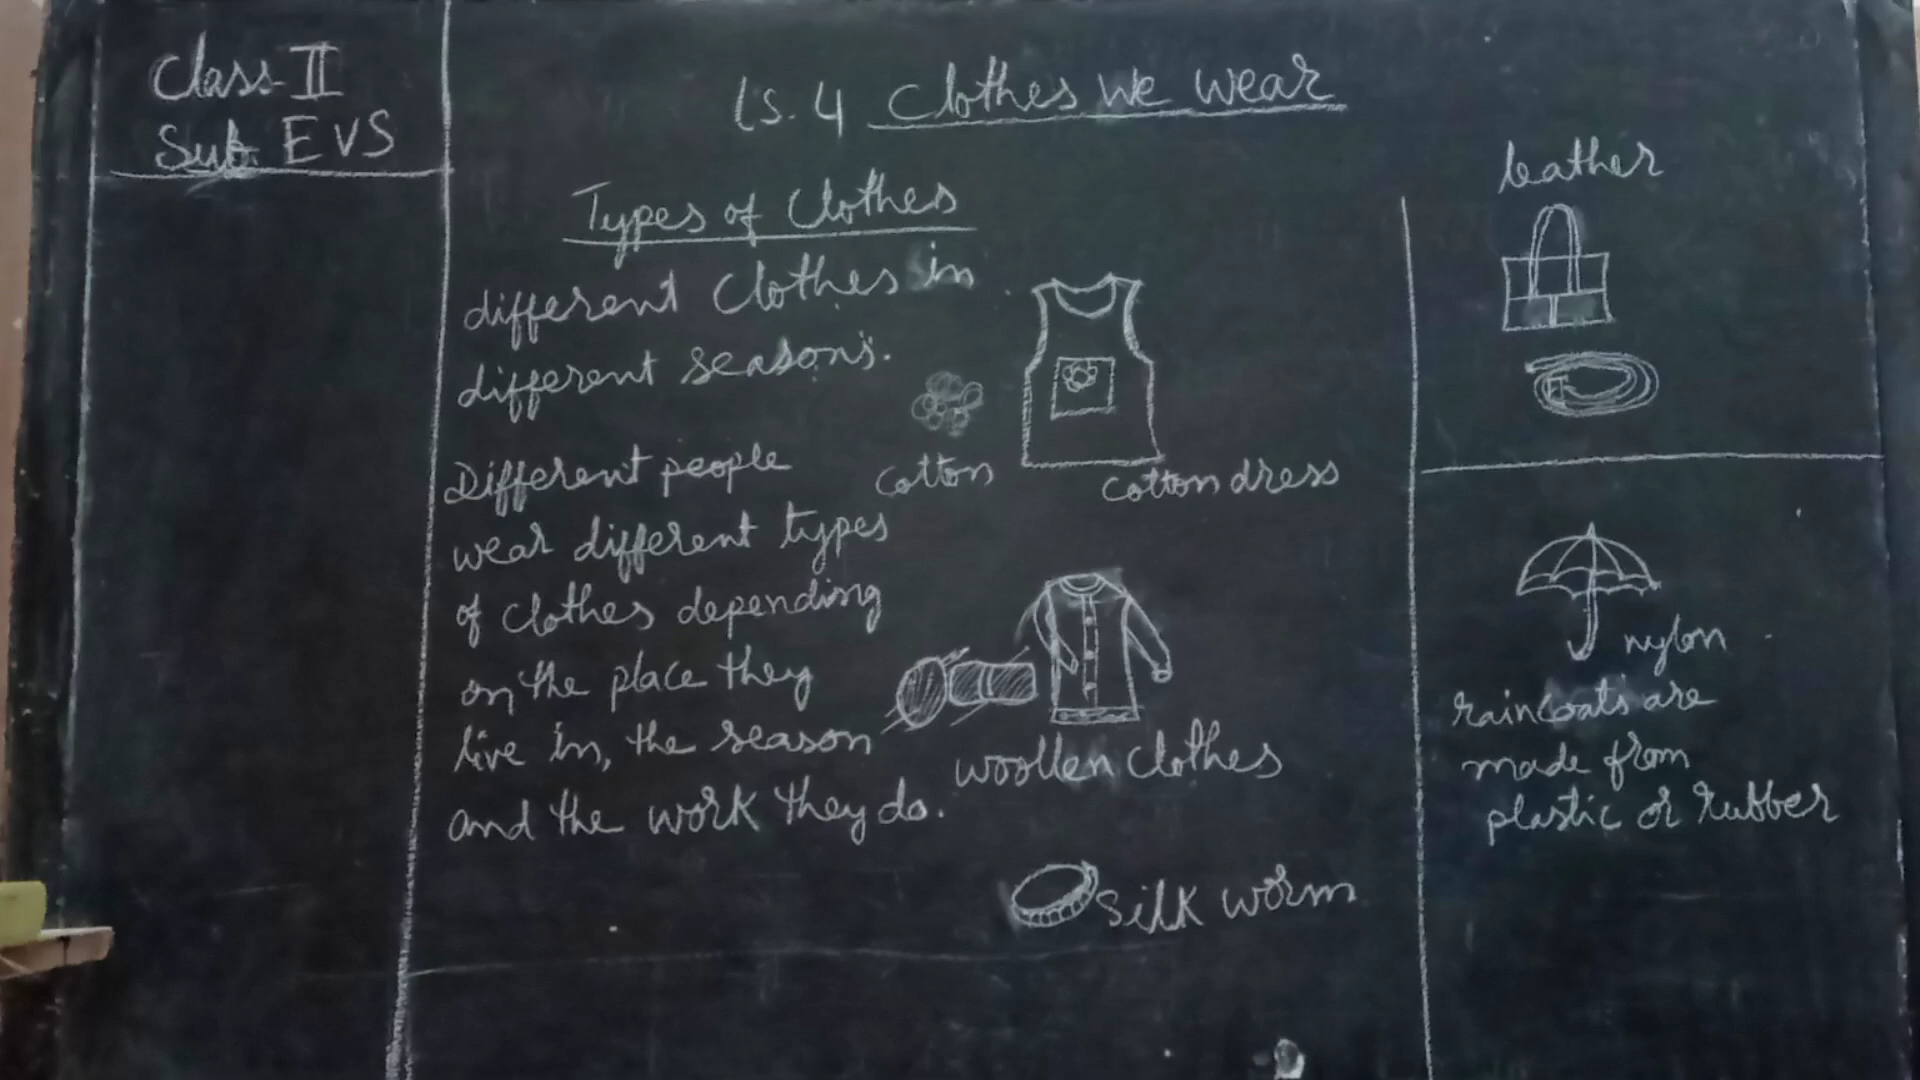 Class-II
Sub. EVS
LS. 4 Clothes We wear
Types of Clothes
different clothes in
different seasons.
Different people
wear different types
of clothes depending
on the place they
live in, the season
and the work they do.
cotton
cotton dress
woollen clothes
silk worm
leather
nylon
raincoats are
made from
plastic or rubber